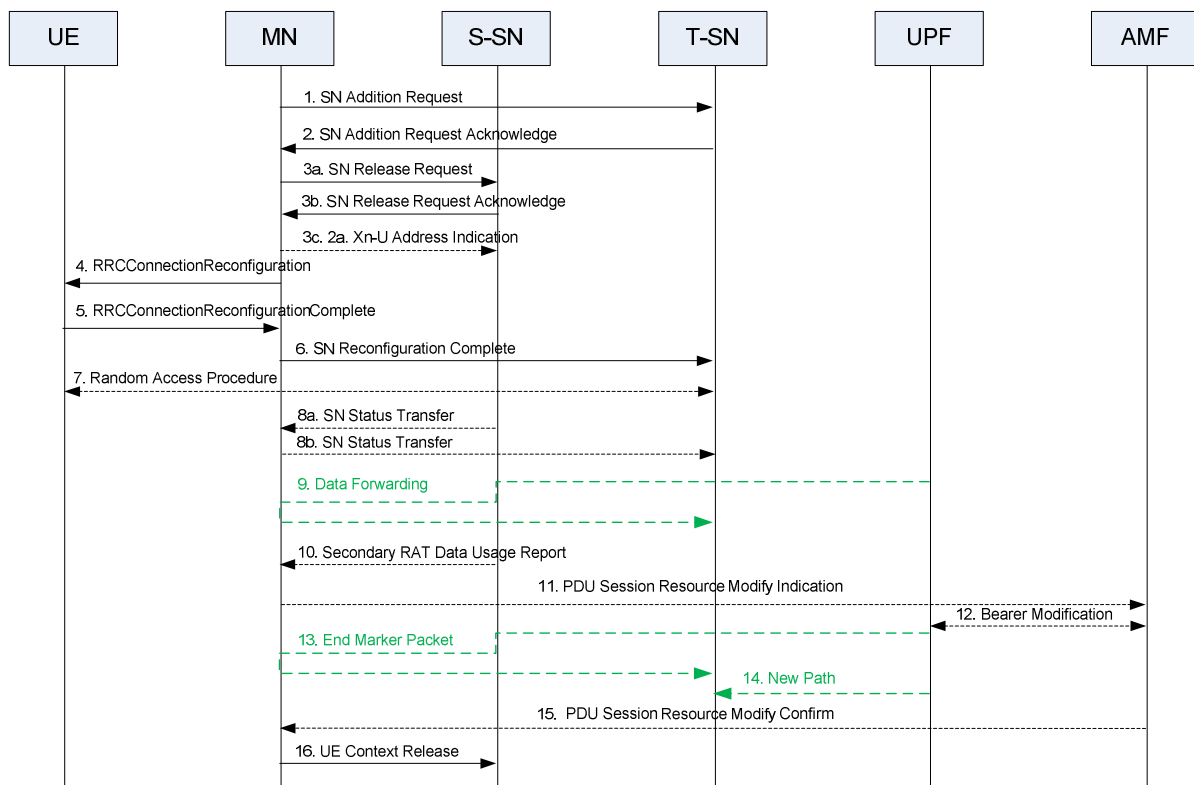 UE
MN
S-SN
T-SN
UPF
AMF
1. SN Addition Request
2. SN Addition Request Acknowledge
3a. SN Release Request
3b. SN Release Request Acknowledge
3c. 2a. Xn-U Address Indication
4. RRCConnectionReconfiguration
5. RRCConnectionReconfigurationComplete
6. SN Reconfiguration Complete
7. Random Access Procedure
8a. SN Status Transfer
8b. SN Status Transfer
9. Data Forwarding
10. Secondary RAT Data Usage Report
11. PDU Session Resource Modify Indication
12. Bearer Modification
13. End Marker Packet
14. New Path
15. PDU Session Resource Modify Confirm
16. UE Context Release